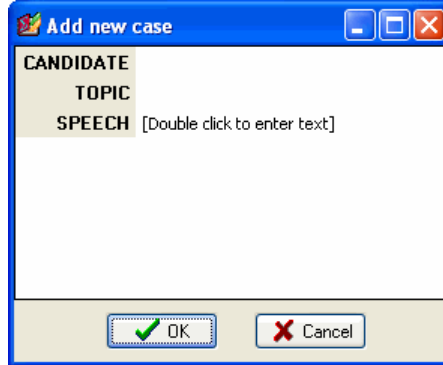 Add new case
CANDIDATE
TOPIC
SPEECH [Double click to enter text]
OK Cancel